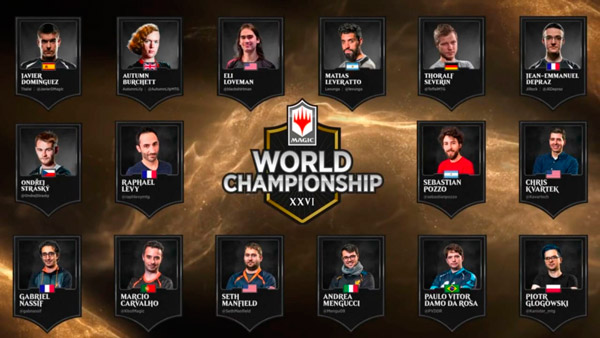 JAVIER
DOMINGUEZ
AUTUMN
BURCHETT
ELI
LOVEMAN
MATIAS
LEVERATTO
THORALF
SEVERIN
JEAN-EMMANUEL
DEPRAZ
MAGIC
WORLD
CHAMPIONSHIP
XXVI
ONDŘEJ
STRASKY
RAPHAEL
LEVY
SEBASTIAN
POZZO
CHRIS
KVARTEK
GABRIEL
NASSIF
MARCIO
CARVALHO
SETH
MANFIELD
ANDREA
MENGUCCI
PAULO VITOR
DAMO DA ROSA
PIOTR
GLOGOWSKI